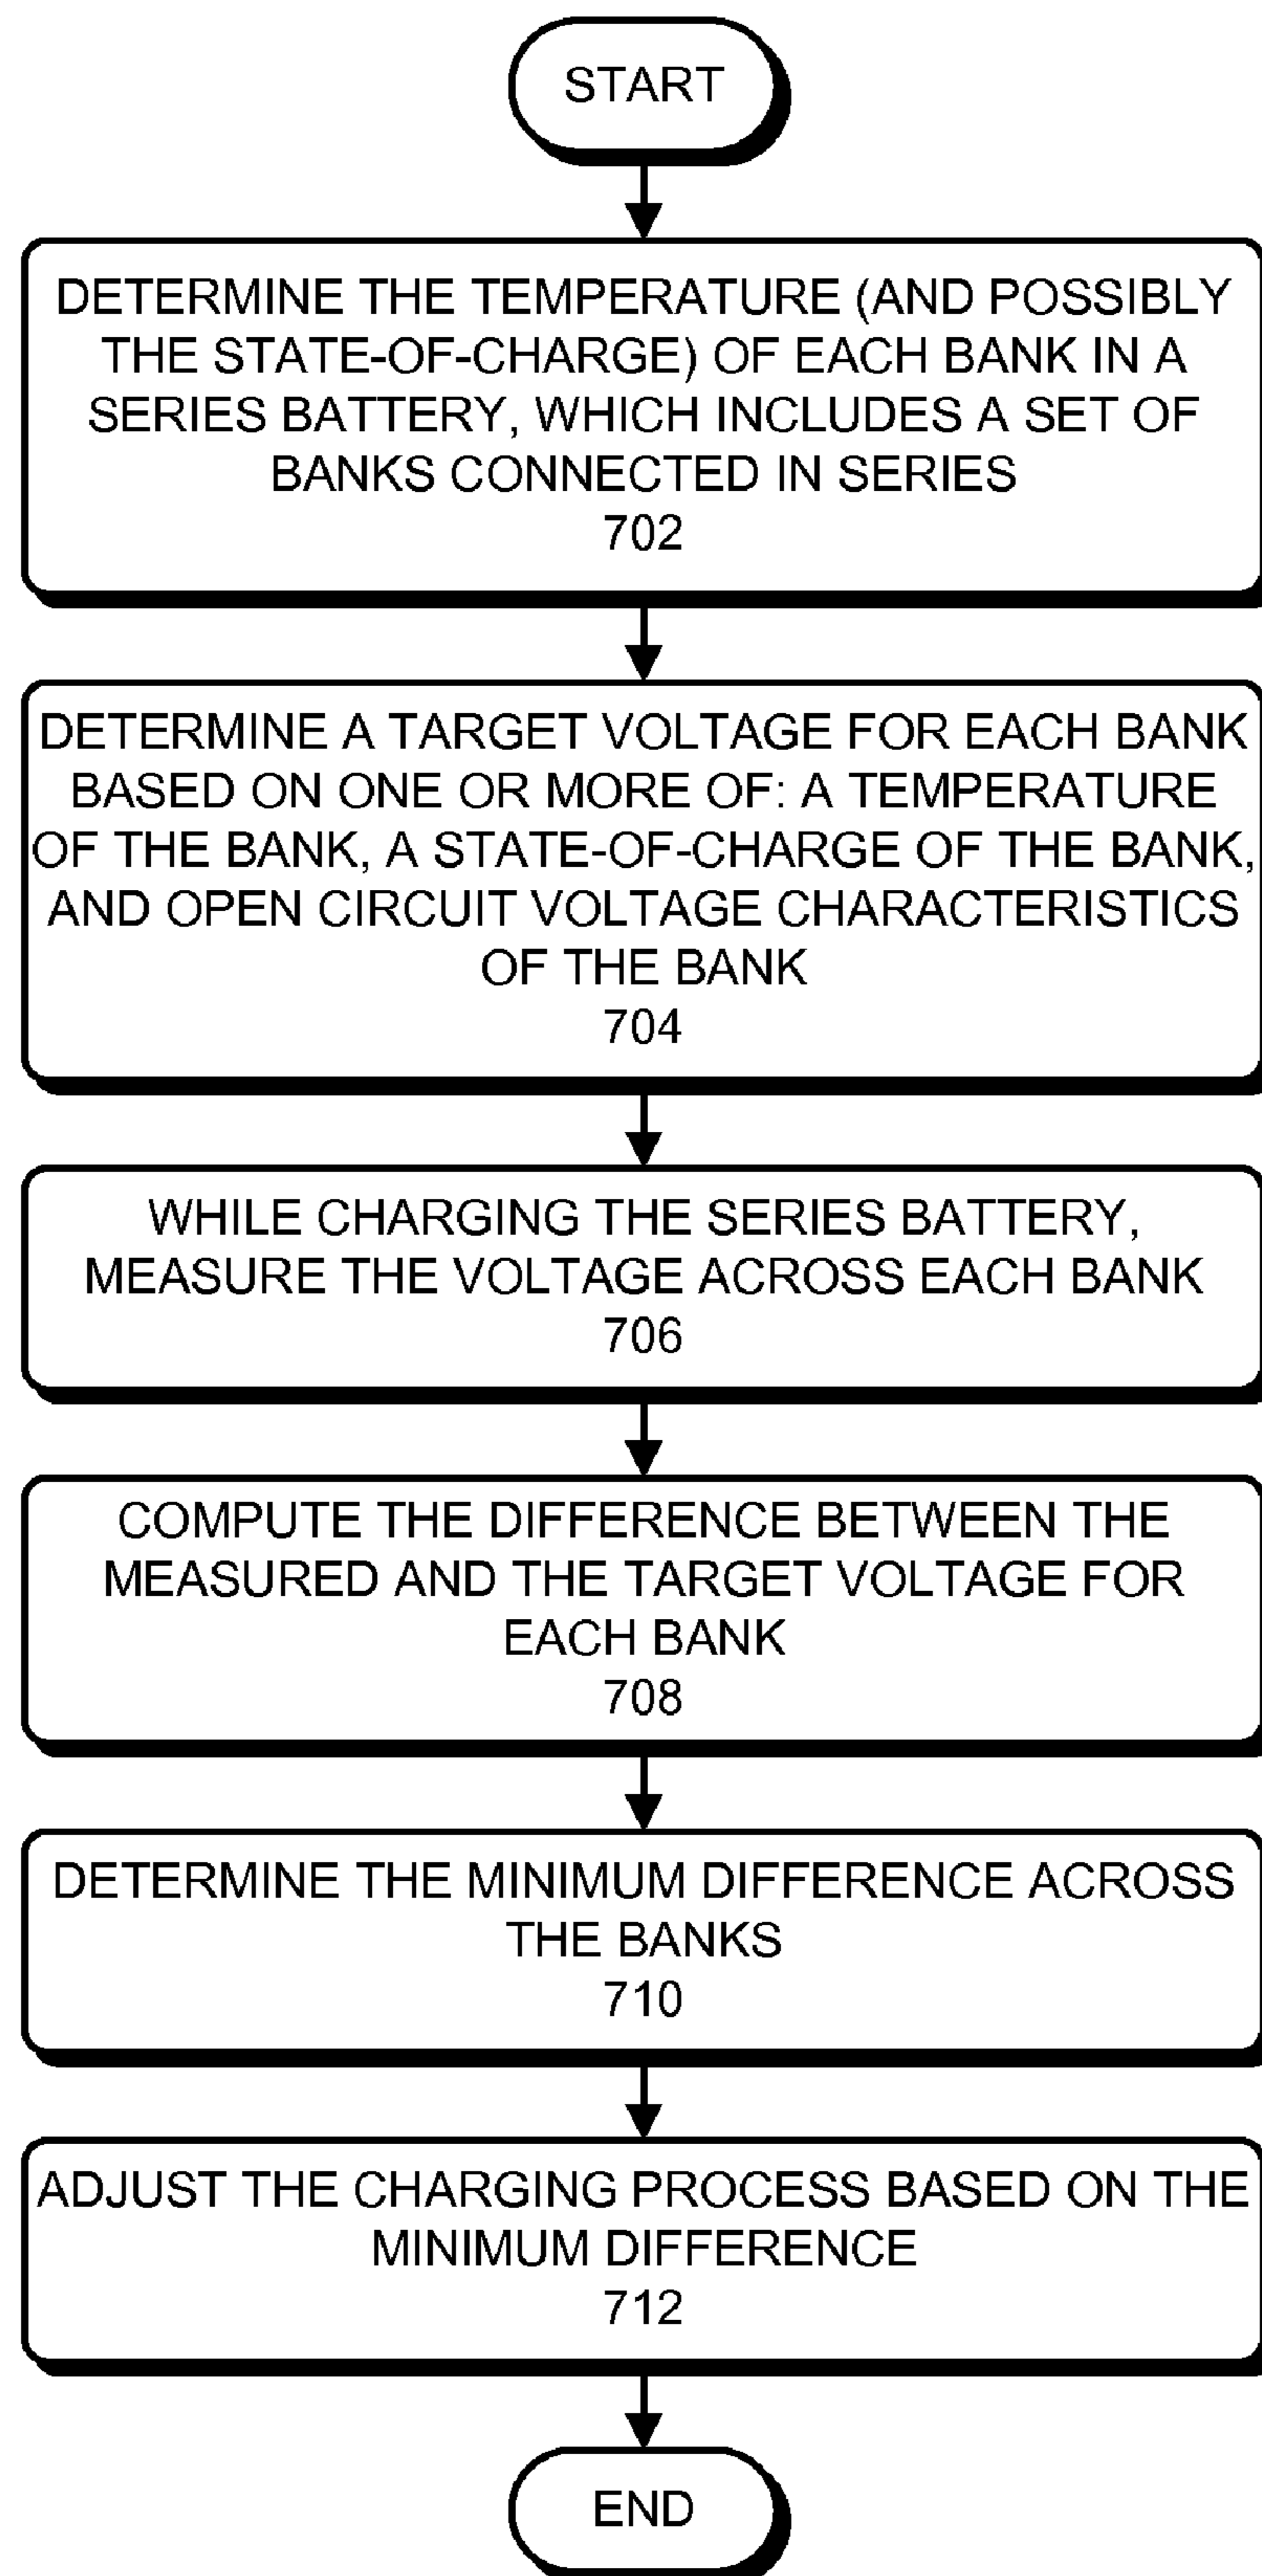 START
DETERMINE THE TEMPERATURE (AND POSSIBLY
THE STATE-OF-CHARGE) OF EACH BANK IN A
SERIES BATTERY, WHICH INCLUDES A SET OF
BANKS CONNECTED IN SERIES
702
DETERMINE A TARGET VOLTAGE FOR EACH BANK
BASED ON ONE OR MORE OF: A TEMPERATURE
OF THE BANK, A STATE-OF-CHARGE OF THE BANK,
AND OPEN CIRCUIT VOLTAGE CHARACTERISTICS
OF THE BANK
704
WHILE CHARGING THE SERIES BATTERY,
MEASURE THE VOLTAGE ACROSS EACH BANK
706
COMPUTE THE DIFFERENCE BETWEEN THE
MEASURED AND THE TARGET VOLTAGE FOR
EACH BANK
708
DETERMINE THE MINIMUM DIFFERENCE ACROSS
THE BANKS
710
ADJUST THE CHARGING PROCESS BASED ON THE
MINIMUM DIFFERENCE
712
END